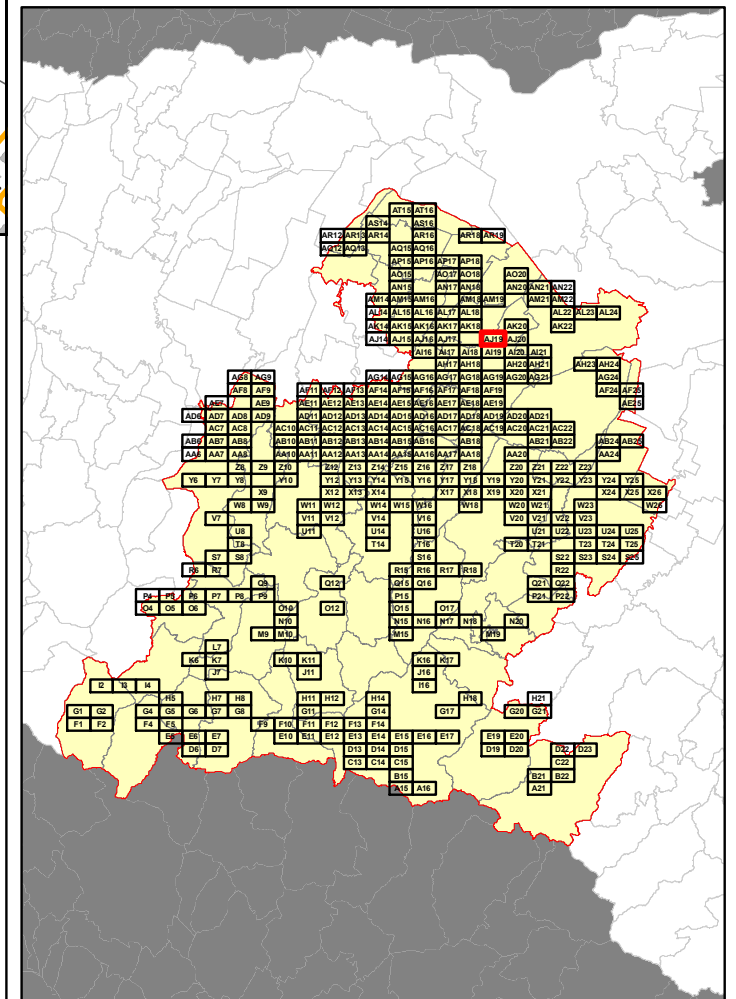 AT15 AT16
AS14 AS16
AR12 AR13 AR14 AR16 AR18 AR19
AQ12 AQ13 AQ15 AQ16
AP15 AP16 AP17 AP18
AO15 AO17 AO18 AO20
AN15 AN17 AN18 AN20 AN21 AN22
AM14 AM15 AM16 AM18 AM19 AM21 AM22
AL14 AL15 AL16 AL17 AL18 AL22 AL23 AL24
AK14 AK15 AK16 AK17 AK18 AK20 AK22
AJ14 AJ15 AJ16 AJ17 AJ19 AJ20
AI16 AI17 AI18 AI19 AI20 AI21
AH17 AH18 AH20 AH21 AH23 AH24
AG8 AG9 AG14 AG15 AG16 AG17 AG18 AG19 AG20 AG21 AG24
AF8 AF9 AF11 AF12 AF13 AF14 AF15 AF16 AF17 AF18 AF19 AF24 AF25
AE7 AE9 AE11 AE12 AE13 AE14 AE15 AE16 AE17 AE18 AE19 AE25
AD6 AD7 AD8 AD9 AD11 AD12 AD13 AD14 AD15 AD16 AD17 AD18 AD19 AD20 AD21
AC7 AC8 AC10 AC11 AC12 AC13 AC14 AC15 AC16 AC17 AC18 AC19 AC20 AC21 AC22
AB6 AB7 AB8 AB10 AB11 AB12 AB13 AB14 AB15 AB16 AB18 AB21 AB22 AB24 AB25
AA6 AA7 AA8 AA10 AA11 AA12 AA13 AA14 AA15 AA16 AA17 AA18 AA20 AA24
Z8 Z9 Z10 Z12 Z13 Z14 Z15 Z16 Z17 Z18 Z20 Z21 Z22 Z23
Y6 Y7 Y8 Y10 Y12 Y13 Y14 Y15 Y16 Y17 Y18 Y19 Y20 Y21 Y22 Y23 Y24 Y25
X9 X12 X13 X14 X17 X18 X19 X20 X21 X24 X25 X26
W8 W9 W11 W12 W14 W15 W16 W18 W20 W21 W23 W26
V7 V11 V12 V14 V16 V20 V21 V22 V23
U8 U11 U14 U16 U21 U22 U23 U24 U25
T8 T14 T16 T20 T21 T23 T24 T25
S7 S8 S16 S22 S23 S24 S25
R6 R7 R15 R16 R17 R18 R22
Q9 Q12 Q15 Q16 Q21 Q22
P4 P5 P6 P7 P8 P9 P15 P21 P22
O4 O5 O6 O10 O12 O15 O17
N10 N15 N16 N17 N18 N20
M9 M10 M15 M19
L7
K6 K7 K10 K11 K16 K17
J7 J11 J16
I2 I3 I4 I16
H5 H7 H8 H11 H12 H14 H18 H21
G1 G2 G4 G5 G6 G7 G8 G11 G14 G17 G20 G21
F1 F2 F4 F5 F9 F10 F11 F12 F13 F14
E5 E6 E7 E10 E11 E12 E13 E14 E15 E16 E17 E19 E20
D6 D7 D13 D14 D15 D19 D20 D22 D23
C13 C14 C15 C22
B15 B21 B22
A15 A16 A21